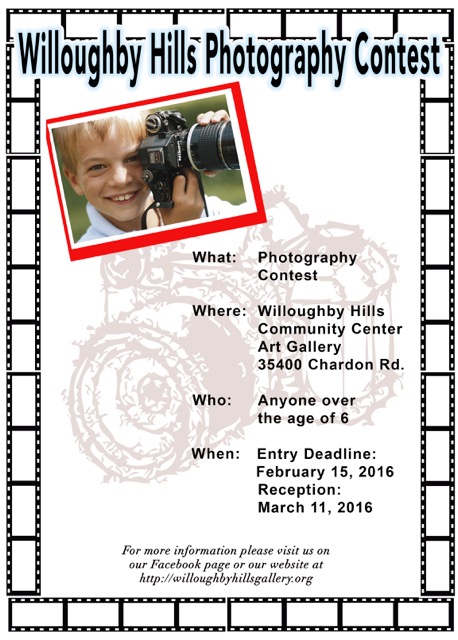 Willoughby Hills Photography Contest
What: Photography
Contest
Where: Willoughby Hills
Community Center
Art Gallery
35400 Chardon Rd.
Who: Anyone over
the age of 6
When: Entry Deadline:
February 15, 2016
Reception:
March 11, 2016
For more information please visit us on
our Facebook page or our website at
http://willoughbyhillsgallery.org